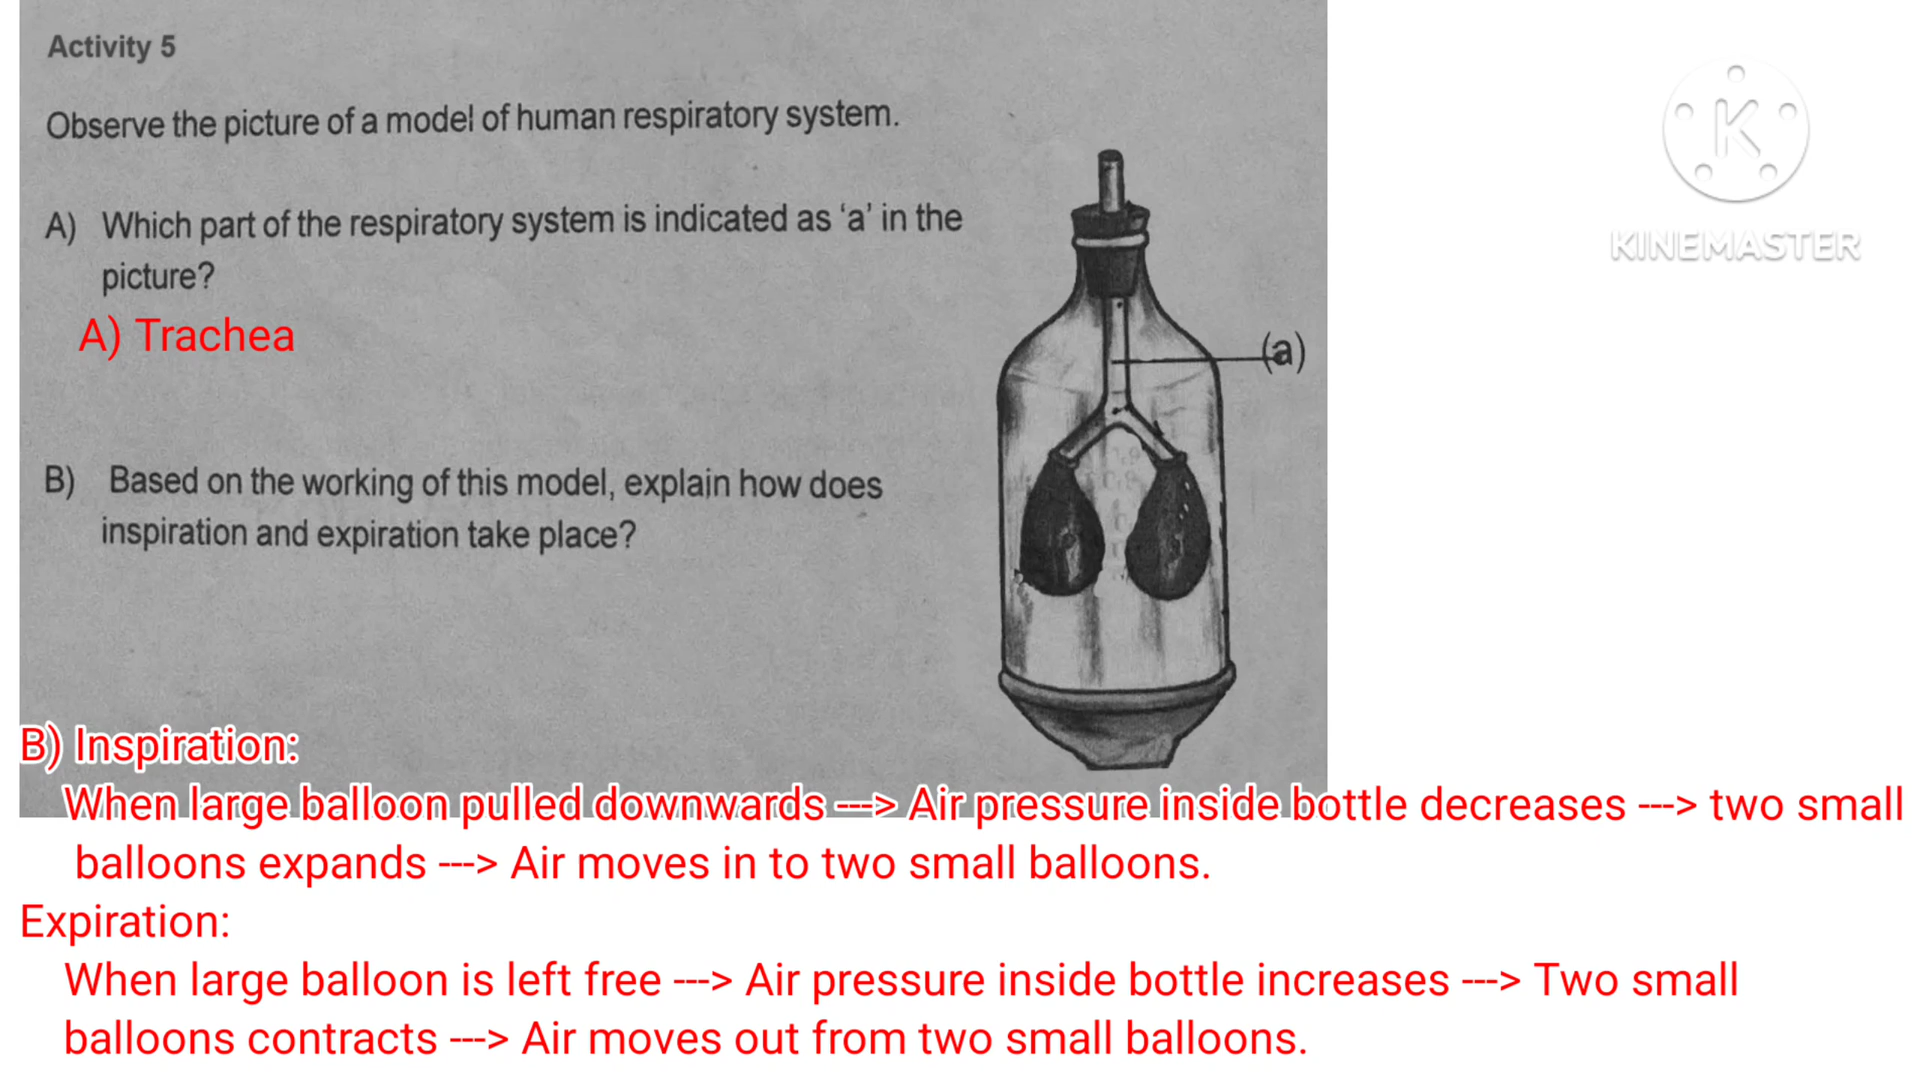 Activity 5
Observe the picture of a model of human respiratory system.
A) Which part of the respiratory system is indicated as ‘a’ in the
picture?
A) Trachea
(a)
B) Based on the working of this model, explain how does
inspiration and expiration take place?
B) Inspiration:
When large balloon pulled downwards ---> Air pressure inside bottle decreases ---> two small
balloons expands ---> Air moves in to two small balloons.
Expiration:
When large balloon is left free ---> Air pressure inside bottle increases ---> Two small
balloons contracts ---> Air moves out from two small balloons.
K
KINEMASTER